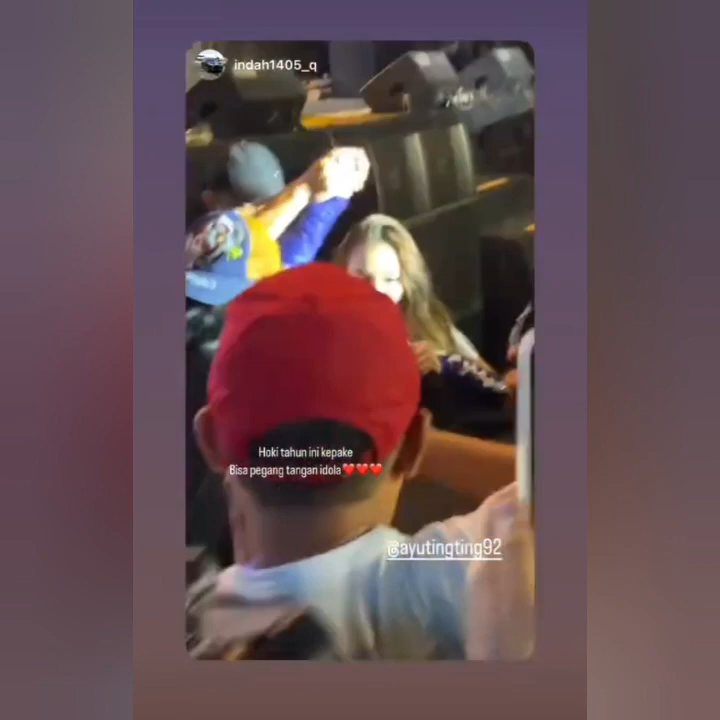 indah1405_q
Hoki tahun ini kepake
Bisa pegang tangan idola❤️❤️❤️
@ayutingting92